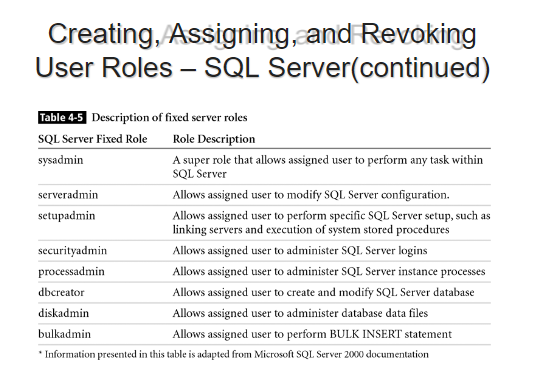 Creating, Assigning, and Revoking
User Roles – SQL Server(continued)
Table 4-5 Description of fixed server roles
SQL Server Fixed Role Role Description
sysadmin A super role that allows assigned user to perform any task within
SQL Server
serveradmin Allows assigned user to modify SQL Server configuration.
setupadmin Allows assigned user to perform specific SQL Server setup, such as
linking servers and execution of system stored procedures
securityadmin Allows assigned user to administer SQL Server logins
processadmin Allows assigned user to administer SQL Server instance processes
dbcreator Allows assigned user to create and modify SQL Server database
diskadmin Allows assigned user to administer database data files
bulkadmin Allows assigned user to perform BULK INSERT statement
* Information presented in this table is adapted from Microsoft SQL Server 2000 documentation